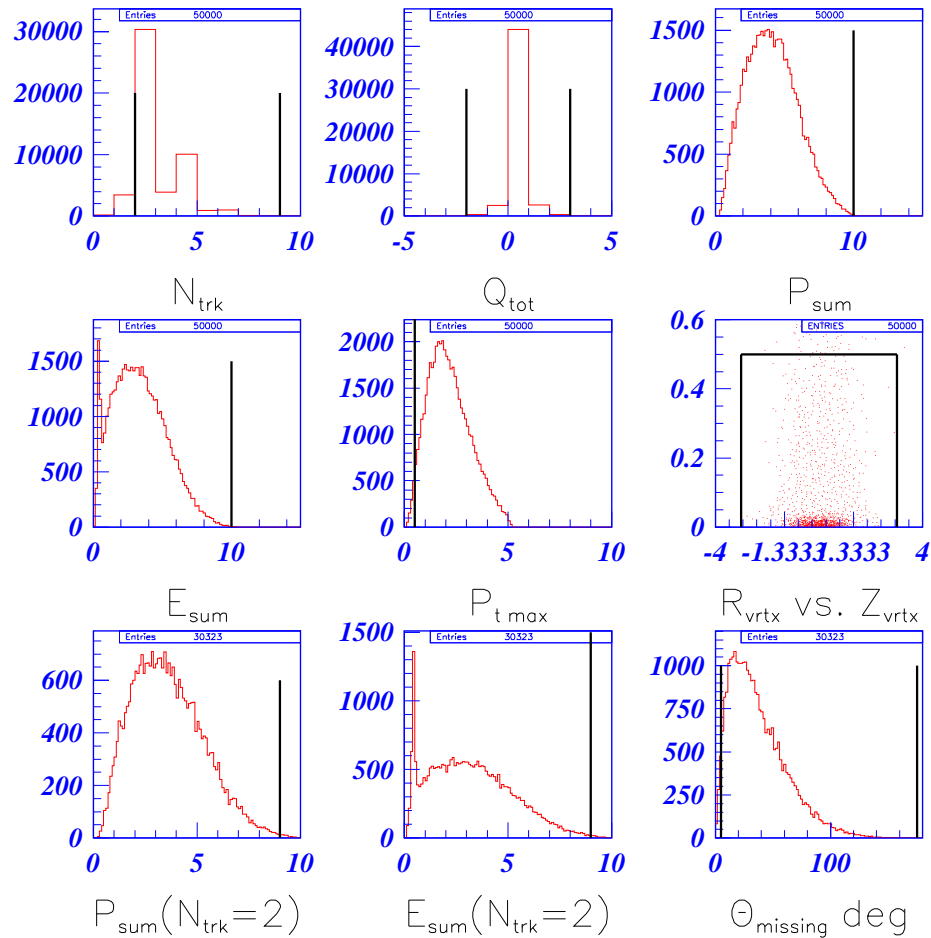 Entries 50000
30000
20000
10000
0
0 5 10
N_trk
Entries 50000
40000
30000
20000
10000
0
-5 0 5
Q_tot
Entries 50000
1500
1000
500
0
0 10
P_sum
Entries 50000
1500
1000
500
0
0 10
E_sum
Entries 50000
2000
1500
1000
500
0
0 5 10
P_t max
ENTRIES 50000
0.6
0.4
0.2
0
-4 -1.3333 1.3333 4
R_vrtx vs. Z_vrtx
Entries 30323
600
400
200
0
0 5 10
P_sum(N_trk=2)
Entries 30323
1500
1000
500
0
0 5 10
E_sum(N_trk=2)
Entries 30323
1000
750
500
250
0
0 100
Θ_missing deg